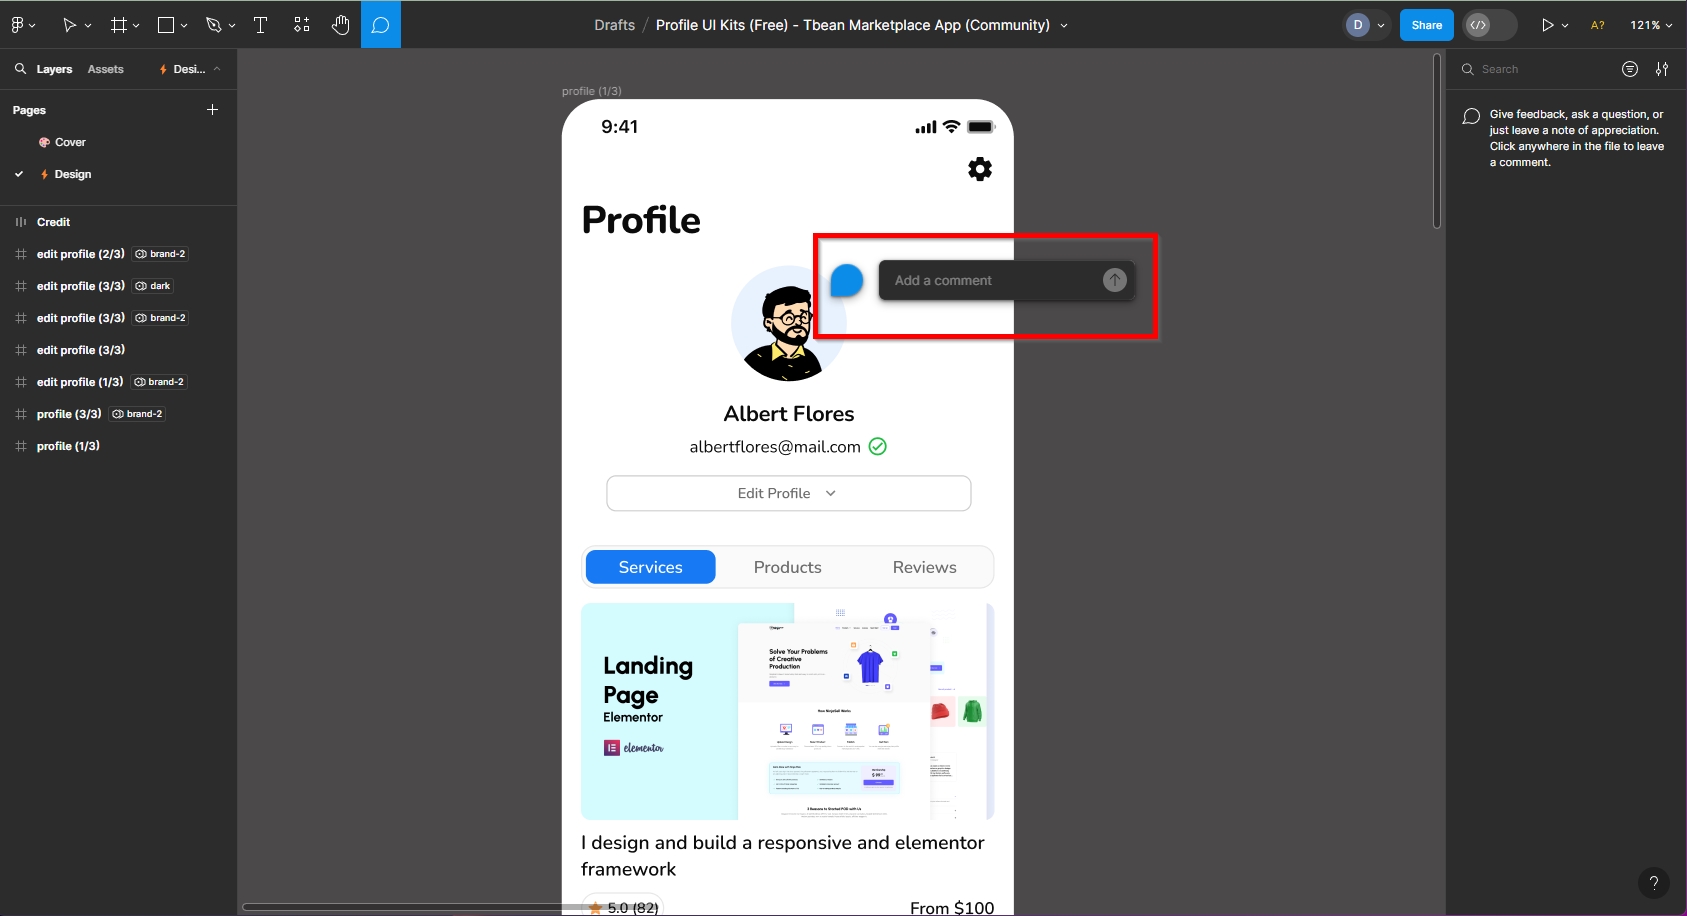 Drafts / Profile UI Kits (Free) - Tbean Marketplace App (Community)
D
Share
A?
121%
Layers Assets Desi...
Pages
Cover
Design
Credit
edit profile (2/3) brand-2
edit profile (3/3) dark
edit profile (3/3) brand-2
edit profile (3/3)
edit profile (1/3) brand-2
profile (3/3) brand-2
profile (1/3)
profile (1/3)
9:41
Profile
Add a comment
Albert Flores
albertflores@mail.com
Edit Profile
Services Products Reviews
Landing
Page
Elementor
elementor
Solve Your Problems
of Creative
Production
I design and build a responsive and elementor
framework
5.0 (82)
From $100
Search
Give feedback, ask a question, or
just leave a note of appreciation.
Click anywhere in the file to leave
a comment.
?